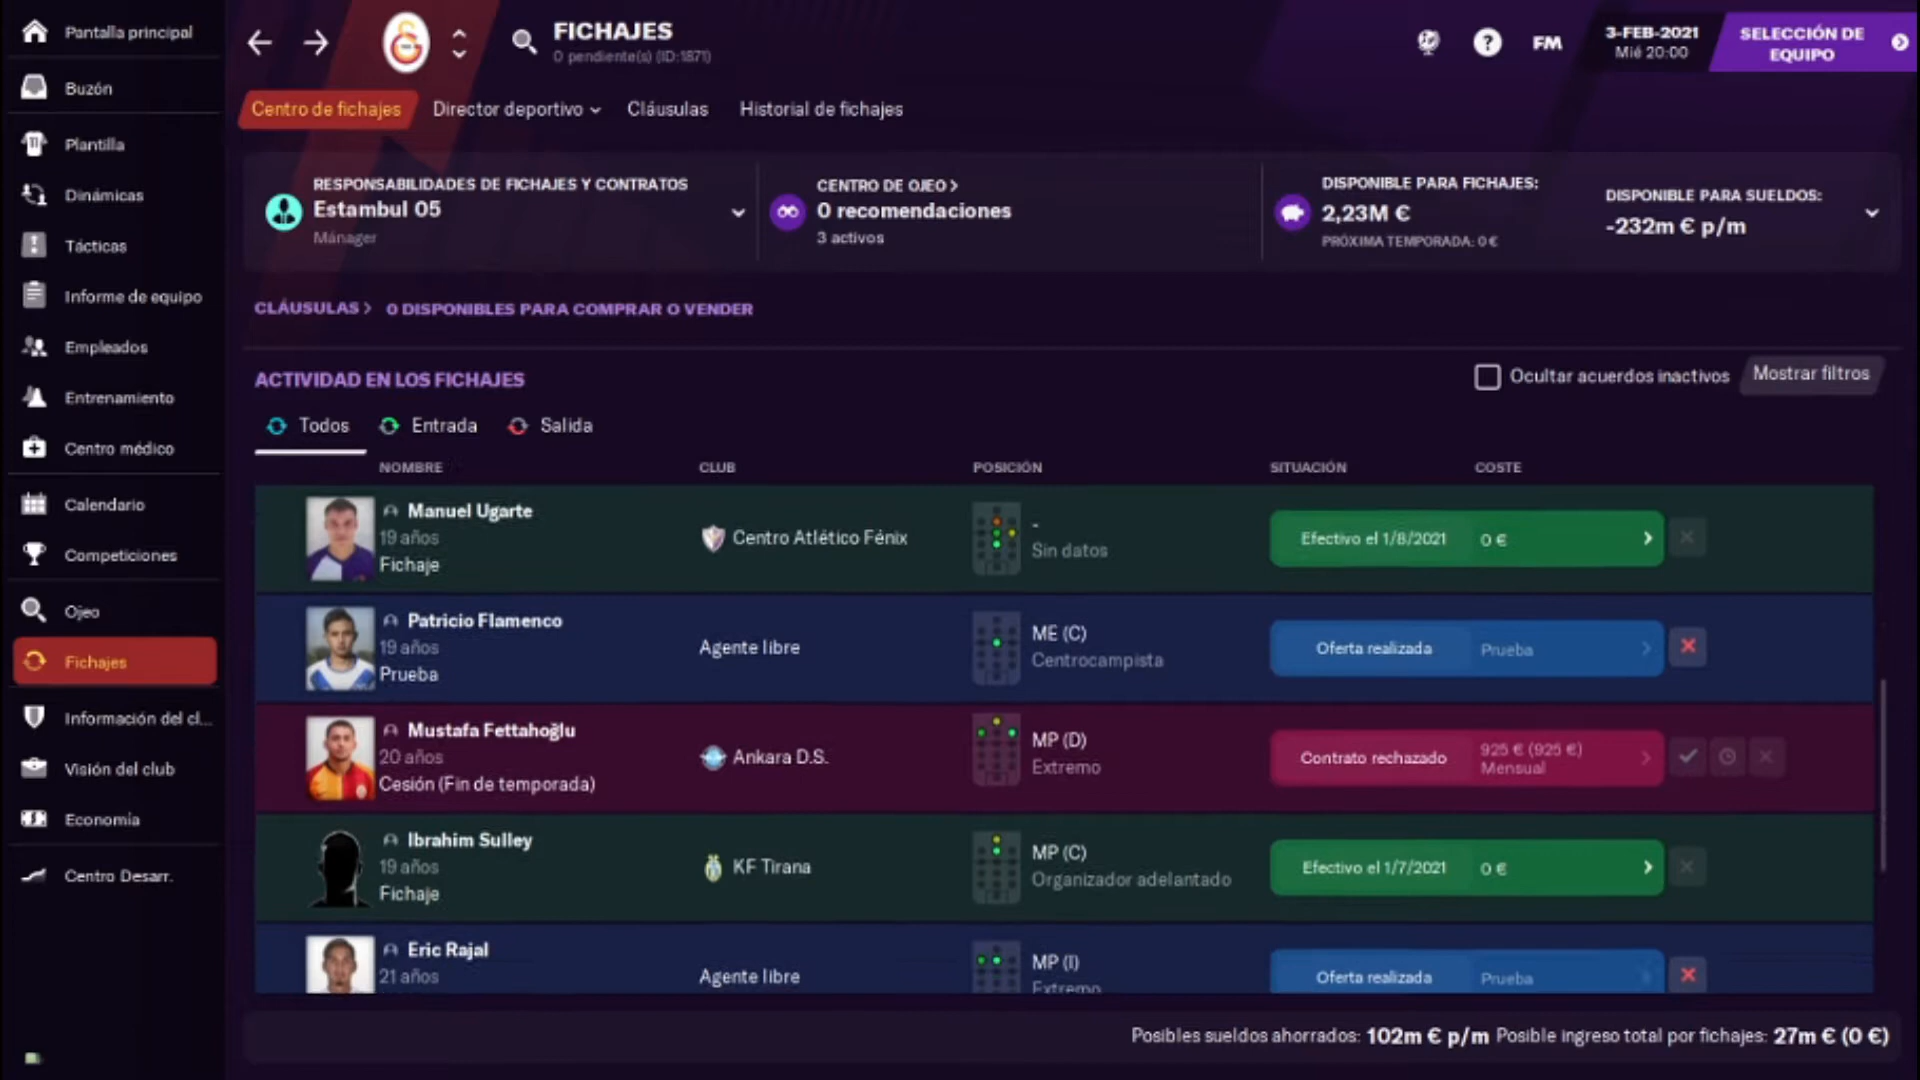 Pantalla principal
Buzón
Plantilla
Dinámicas
Tácticas
Informe de equipo
Empleados
Entrenamiento
Centro médico
Calendario
Competiciones
Ojeo
Fichajes
Información del cl...
Visión del club
Economía
Centro Desarr.
FICHAJES
0 pendiente(s) (ID:1871)
?
FM
3-FEB-2021
Mié 20:00
SELECCIÓN DE
EQUIPO
Centro de fichajes
Director deportivo
Cláusulas
Historial de fichajes
RESPONSABILIDADES DE FICHAJES Y CONTRATOS
Estambul 05
Mánager
CENTRO DE OJEO >
0 recomendaciones
3 activos
DISPONIBLE PARA FICHAJES:
2,23M €
PRÓXIMA TEMPORADA: 0 €
DISPONIBLE PARA SUELDOS:
-232m € p/m
CLÁUSULAS > 0 DISPONIBLES PARA COMPRAR O VENDER
ACTIVIDAD EN LOS FICHAJES
Ocultar acuerdos inactivos
Mostrar filtros
Todos
Entrada
Salida
NOMBRE CLUB POSICIÓN SITUACIÓN COSTE
Manuel Ugarte
19 años
Fichaje
Centro Atlético Fénix
-
Sin datos
Efectivo el 1/8/2021 0 €
Patricio Flamenco
19 años
Prueba
Agente libre
ME (C)
Centrocampista
Oferta realizada Prueba
Mustafa Fettahoğlu
20 años
Cesión (Fin de temporada)
Ankara D.S.
MP (D)
Extremo
Contrato rechazado
925 € (925 €)
Mensual
Ibrahim Sulley
19 años
Fichaje
KF Tirana
MP (C)
Organizador adelantado
Efectivo el 1/7/2021 0 €
Eric Rajal
21 años
Agente libre
MP (I)
Extremo
Oferta realizada Prueba
Posibles sueldos ahorrados: 102m € p/m Posible ingreso total por fichajes: 27m € (0 €)